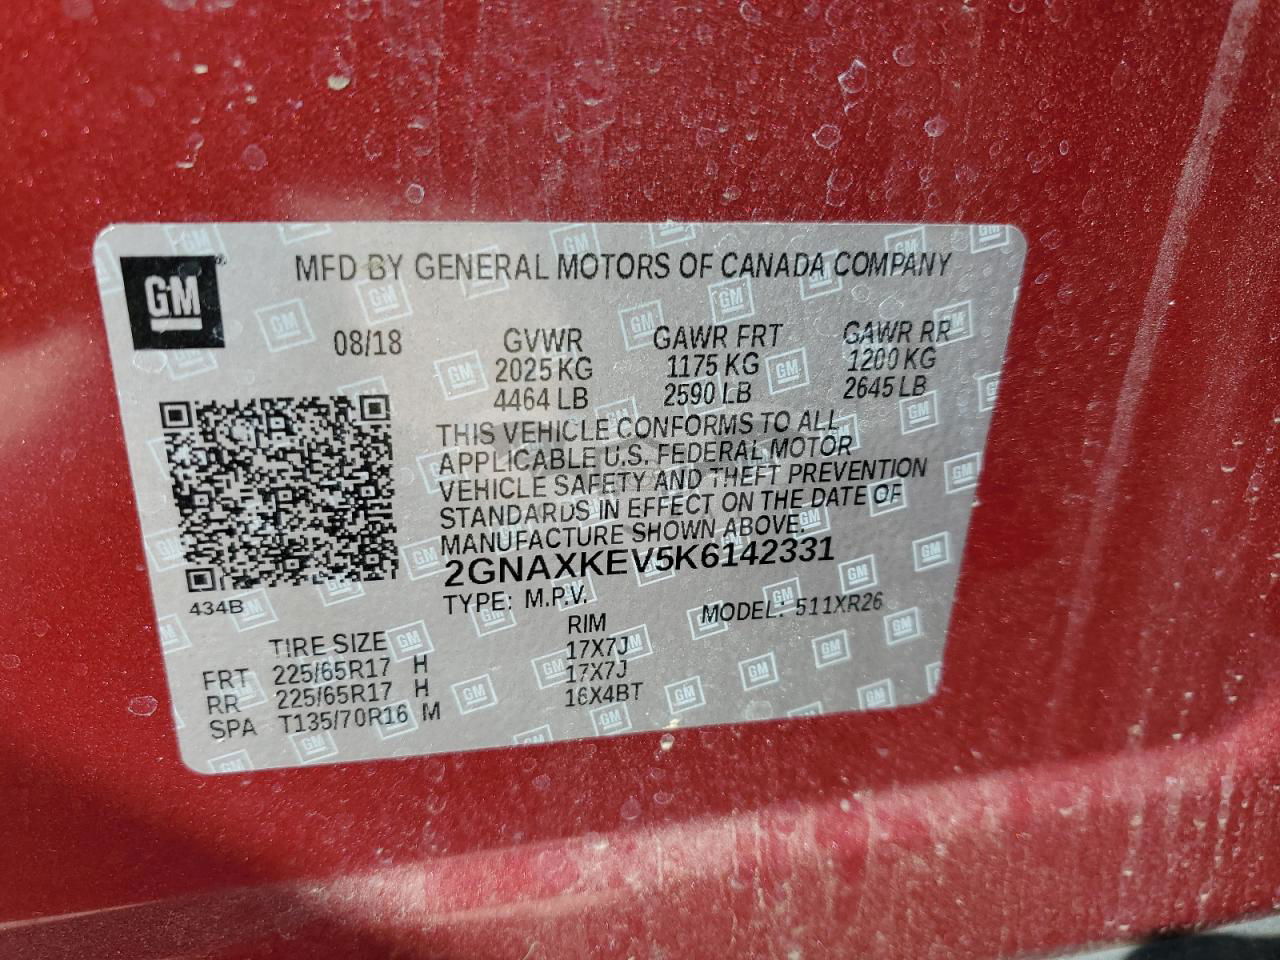 MFD BY GENERAL MOTORS OF CANADA COMPANY
GM ®
08/18 GVWR GAWR FRT GAWR RR
2025 KG 1175 KG 1200 KG
4464 LB 2590 LB 2645 LB
THIS VEHICLE CONFORMS TO ALL
APPLICABLE U.S. FEDERAL MOTOR
VEHICLE SAFETY AND THEFT PREVENTION
STANDARDS IN EFFECT ON THE DATE OF
MANUFACTURE SHOWN ABOVE.
2GNAXKEV5K6142331
434B TYPE: M.P.V. MODEL: 511XR26
TIRE SIZE RIM
FRT 225/65R17 H 17X7J
RR 225/65R17 H 17X7J
SPA T135/70R16 M 16X4BT